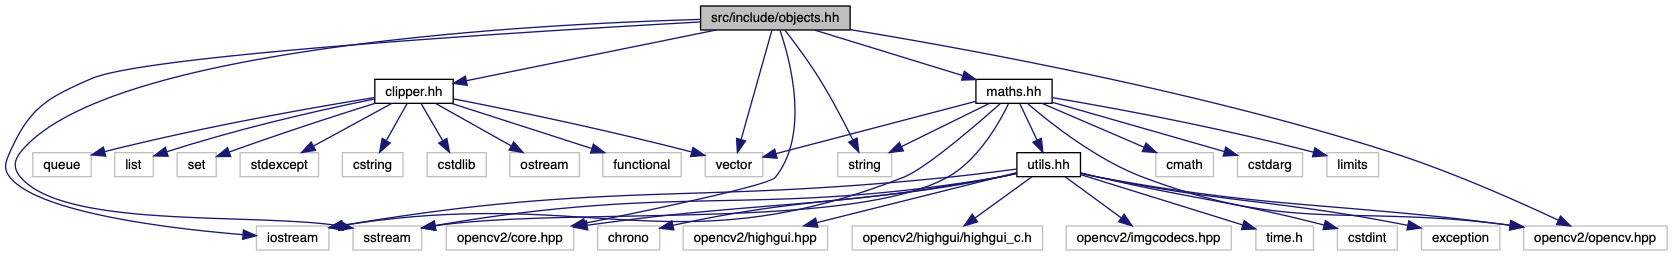 src/include/objects.hh
clipper.hh
maths.hh
queue
list
set
stdexcept
cstring
cstdlib
ostream
functional
vector
string
utils.hh
cmath
cstdarg
limits
iostream
sstream
opencv2/core.hpp
chrono
opencv2/highgui.hpp
opencv2/highgui/highgui_c.h
opencv2/imgcodecs.hpp
time.h
cstdint
exception
opencv2/opencv.hpp